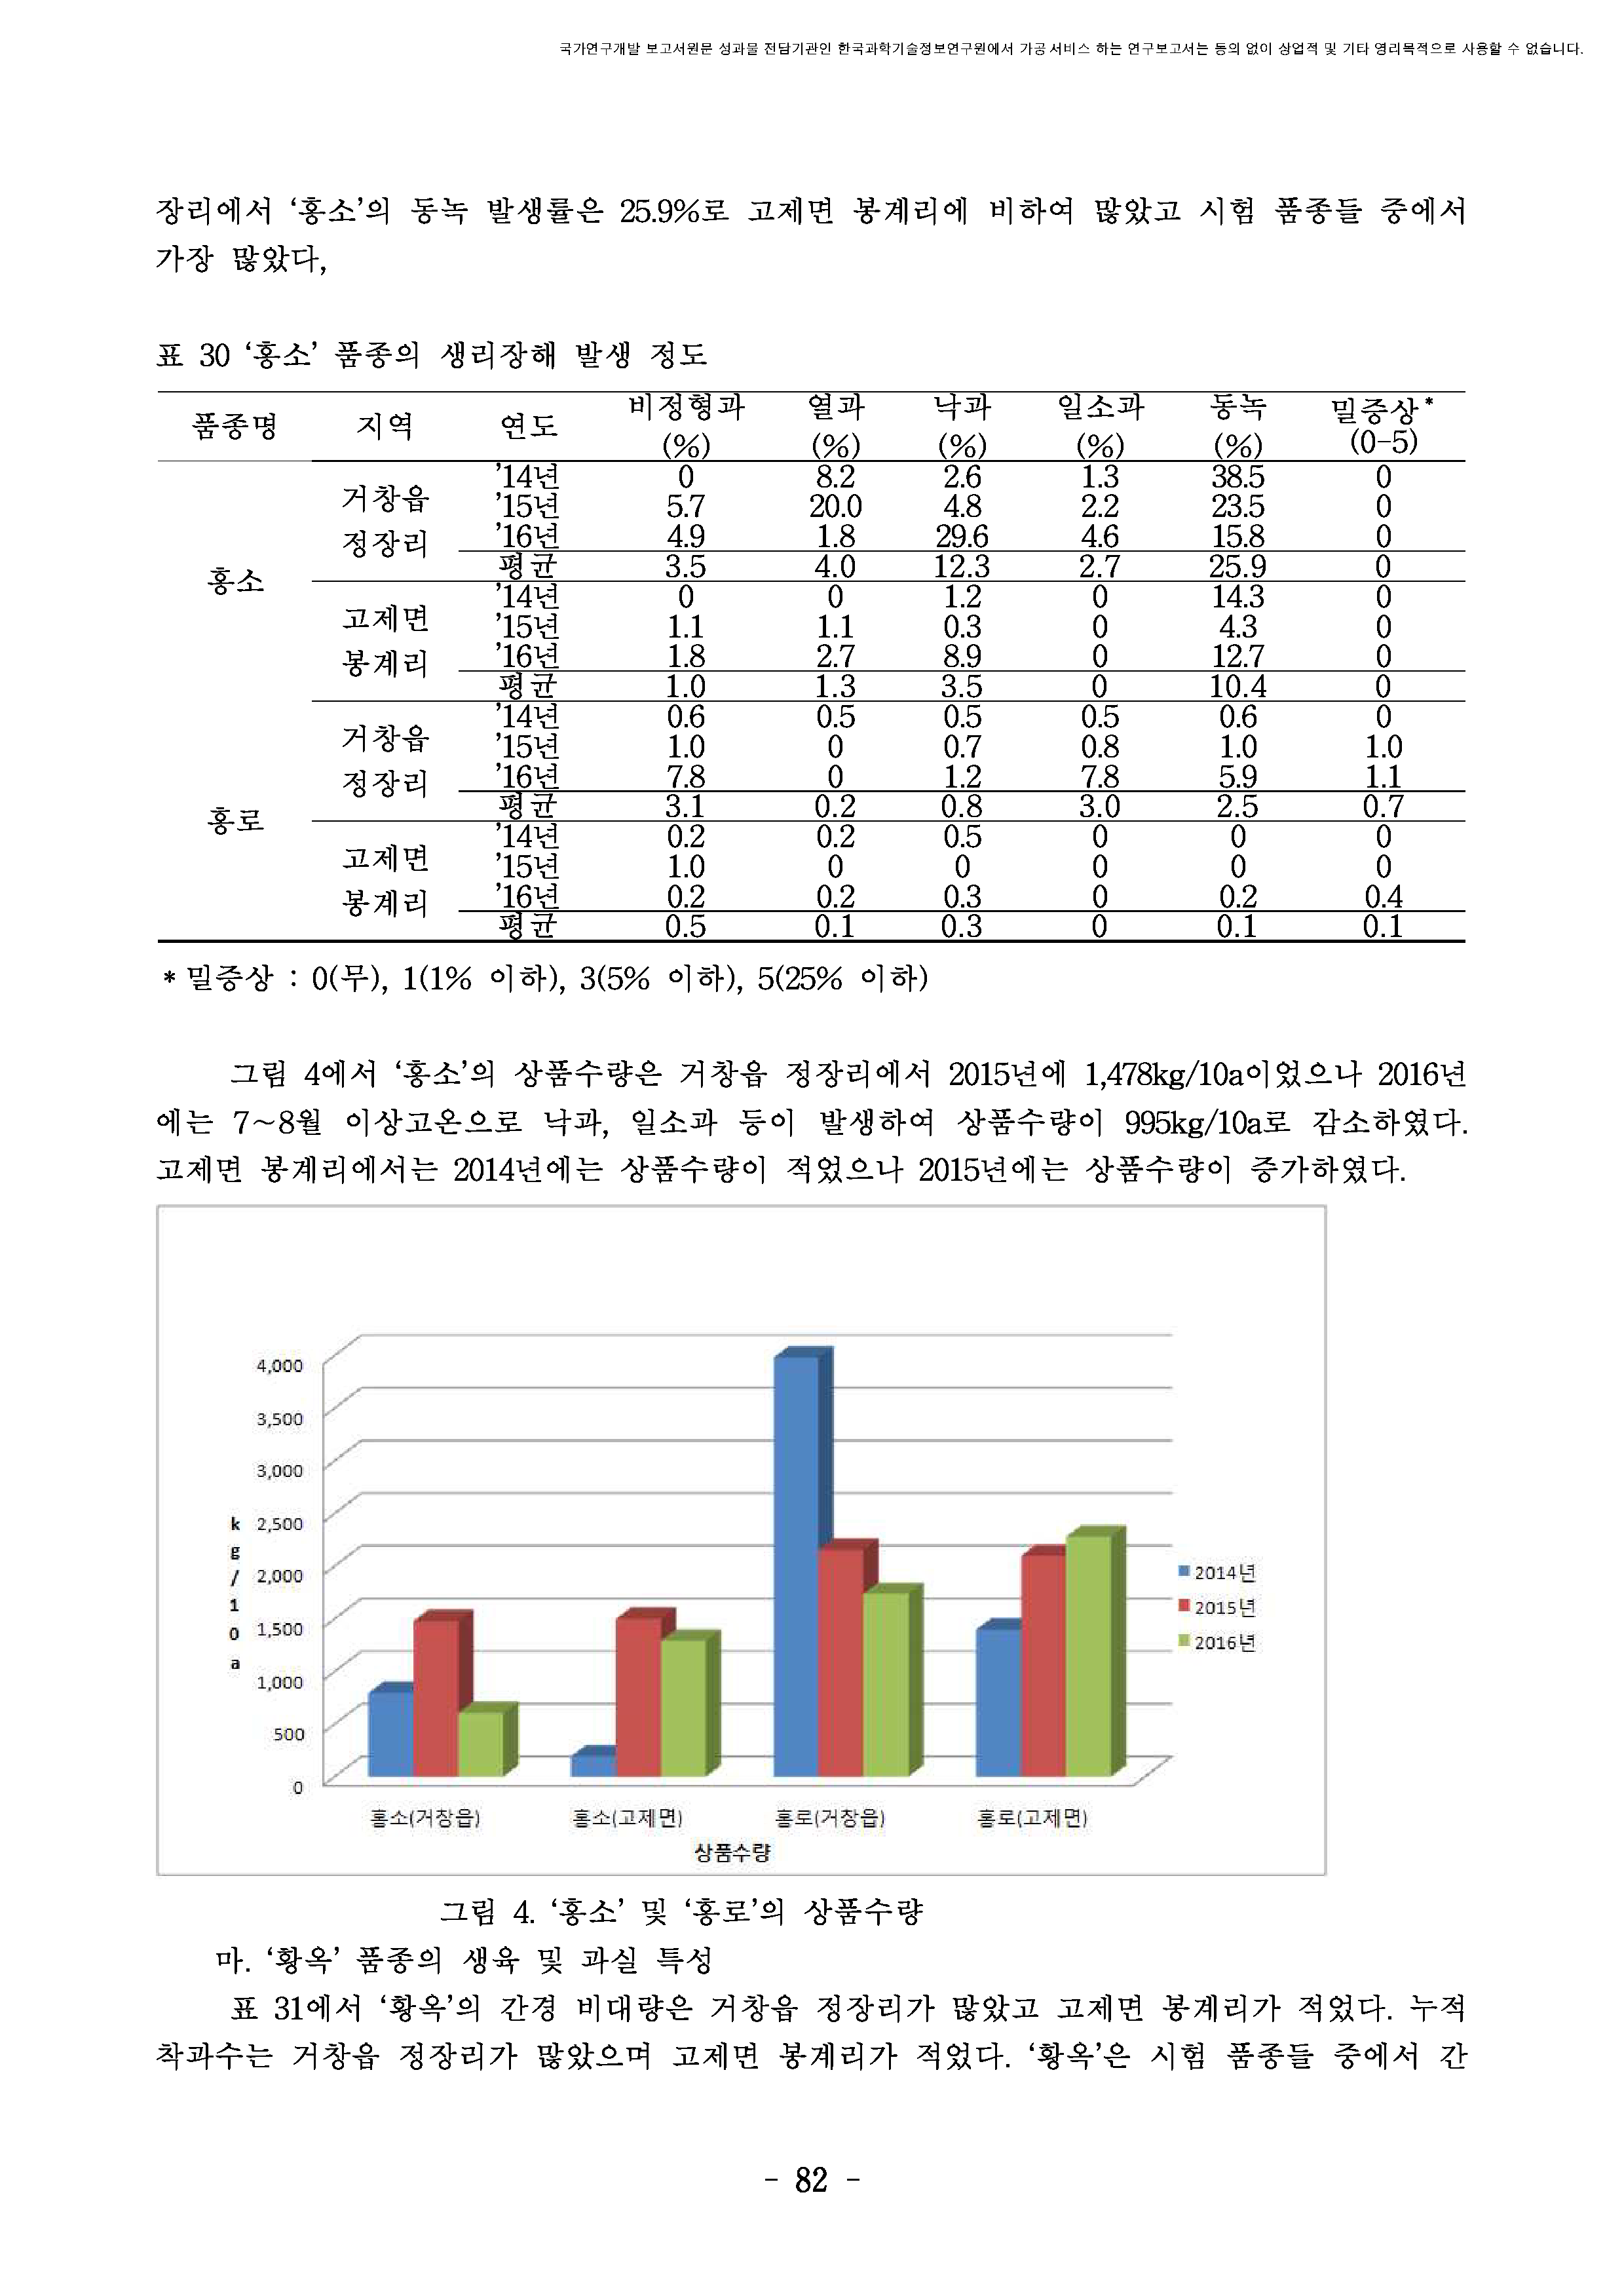 국가연구개발 보고서원문 성과물 전담기관인 한국과학기술정보연구원에서 가공·서비스 하는 연구보고서는 동의 없이 상업적 및 기타 영리목적으로 사용할 수 없습니다.
장리에서 ‘홍소’의 동녹 발생률은 25.9%로 고제면 봉계리에 비하여 많았고 시험 품종들 중에서
가장 많았다,
표 30 ‘홍소’ 품종의 생리장해 발생 정도
품종명 지역 연도 비정형과 (%) 열과 (%) 낙과 (%) 일소과 (%) 동녹 (%) 밀증상* (0-5)
홍소 거창읍 정장리 ’14년 0 8.2 2.6 1.3 38.5 0
’15년 5.7 20.0 4.8 2.2 23.5 0
’16년 4.9 1.8 29.6 4.6 15.8 0
평균 3.5 4.0 12.3 2.7 25.9 0
고제면 봉계리 ’14년 0 0 1.2 0 14.3 0
’15년 1.1 1.1 0.3 0 4.3 0
’16년 1.8 2.7 8.9 0 12.7 0
평균 1.0 1.3 3.5 0 10.4 0
홍로 거창읍 정장리 ’14년 0.6 0.5 0.5 0.5 0.6 0
’15년 1.0 0 0.7 0.8 1.0 1.0
’16년 7.8 0 1.2 7.8 5.9 1.1
평균 3.1 0.2 0.8 3.0 2.5 0.7
고제면 봉계리 ’14년 0.2 0.2 0.5 0 0 0
’15년 1.0 0 0 0 0 0
’16년 0.2 0.2 0.3 0 0.2 0.4
평균 0.5 0.1 0.3 0 0.1 0.1
* 밀증상 : 0(무), 1(1% 이하), 3(5% 이하), 5(25% 이하)
그림 4에서 ‘홍소’의 상품수량은 거창읍 정장리에서 2015년에 1,478kg/10a이었으나 2016년
에는 7~8월 이상고온으로 낙과, 일소과 등이 발생하여 상품수량이 995kg/10a로 감소하였다.
고제면 봉계리에서는 2014년에는 상품수량이 적었으나 2015년에는 상품수량이 증가하였다.
4,000
3,500
3,000
2,500
2,000
1,500
1,000
500
0
kg/10a
2014년
2015년
2016년
홍소(거창읍) 홍소(고제면) 홍로(거창읍) 홍로(고제면)
상품수량
그림 4. ‘홍소’ 및 ‘홍로’의 상품수량
마. ‘황옥’ 품종의 생육 및 과실 특성
표 31에서 ‘황옥’의 간경 비대량은 거창읍 정장리가 많았고 고제면 봉계리가 적었다. 누적
착과수는 거창읍 정장리가 많았으며 고제면 봉계리가 적었다. ‘황옥’은 시험 품종들 중에서 간
- 82 -